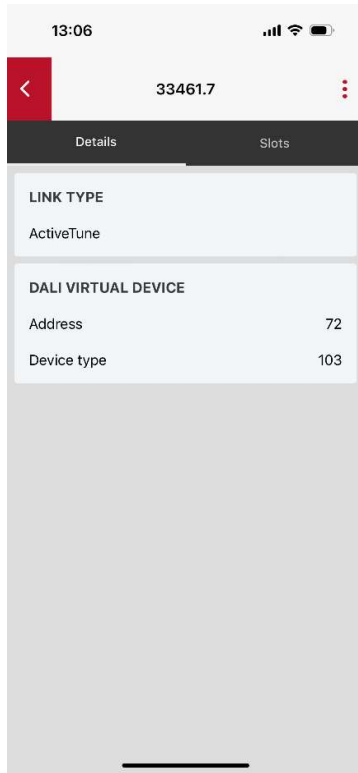 13:06
33461.7
Details Slots
LINK TYPE
ActiveTune
DALI VIRTUAL DEVICE
Address 72
Device type 103